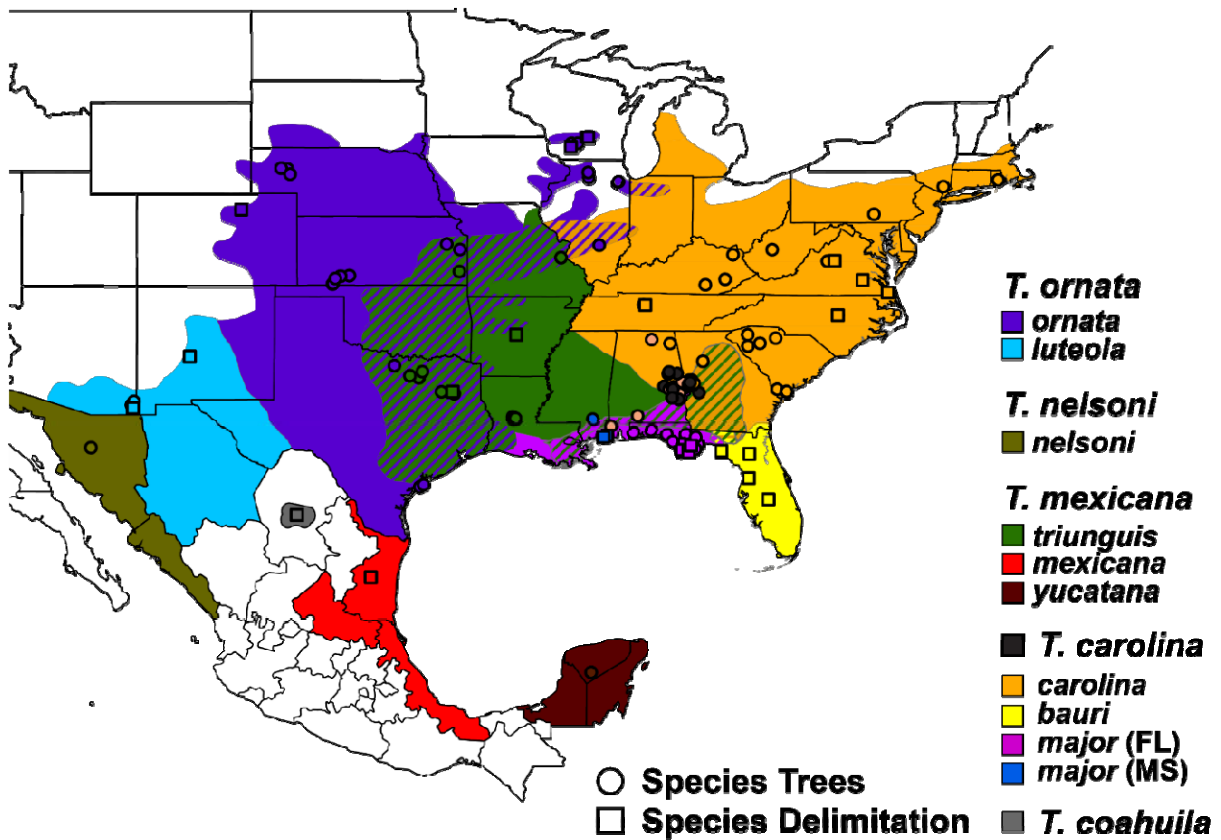 T. ornata
ornata
luteola
T. nelsoni
nelsoni
T. mexicana
triunguis
mexicana
yucatana
T. carolina
carolina
bauri
major (FL)
major (MS)
T. coahuila
Species Trees
Species Delimitation